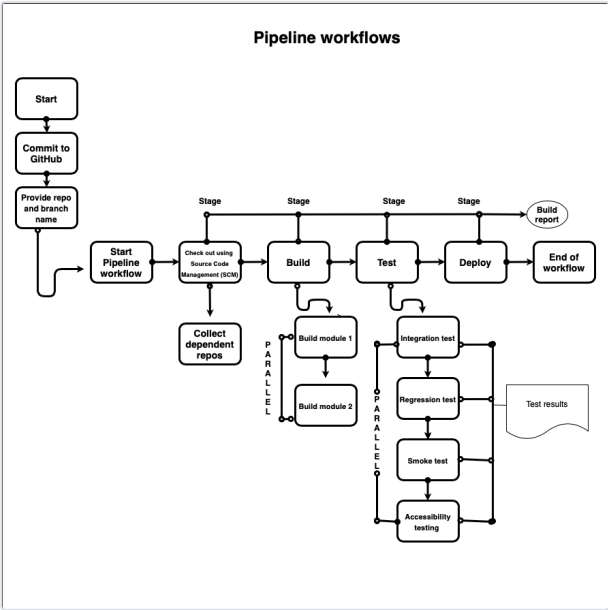 Pipeline workflows
Start
Commit to
GitHub
Provide repo
and branch
name
Stage
Stage
Stage
Stage
Build
report
Start
Pipeline
workflow
Check out using
Source Code
Management (SCM)
Build
Test
Deploy
End of
workflow
Collect
dependent
repos
PARALLEL
Build module 1
Build module 2
PARALLEL
Integration test
Regression test
Smoke test
Accessibility
testing
Test results